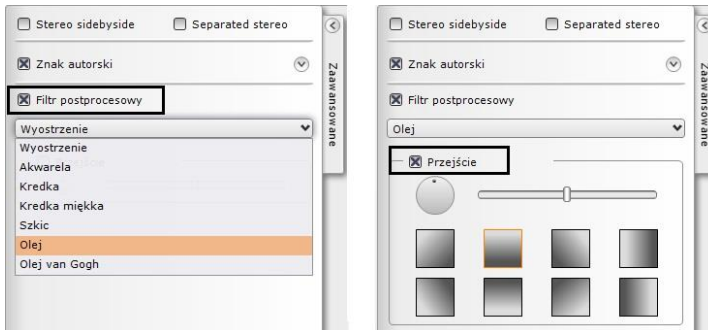 Stereo sidebyside
Separated stereo
Znak autorski
Filtr postprocesowy
Wyostrzenie
Wyostrzenie
Akwarela
Kredka
Kredka miękka
Szkic
Olej
Olej van Gogh
Zaawansowane
Stereo sidebyside
Separated stereo
Znak autorski
Filtr postprocesowy
Olej
Przejście
Zaawansowane